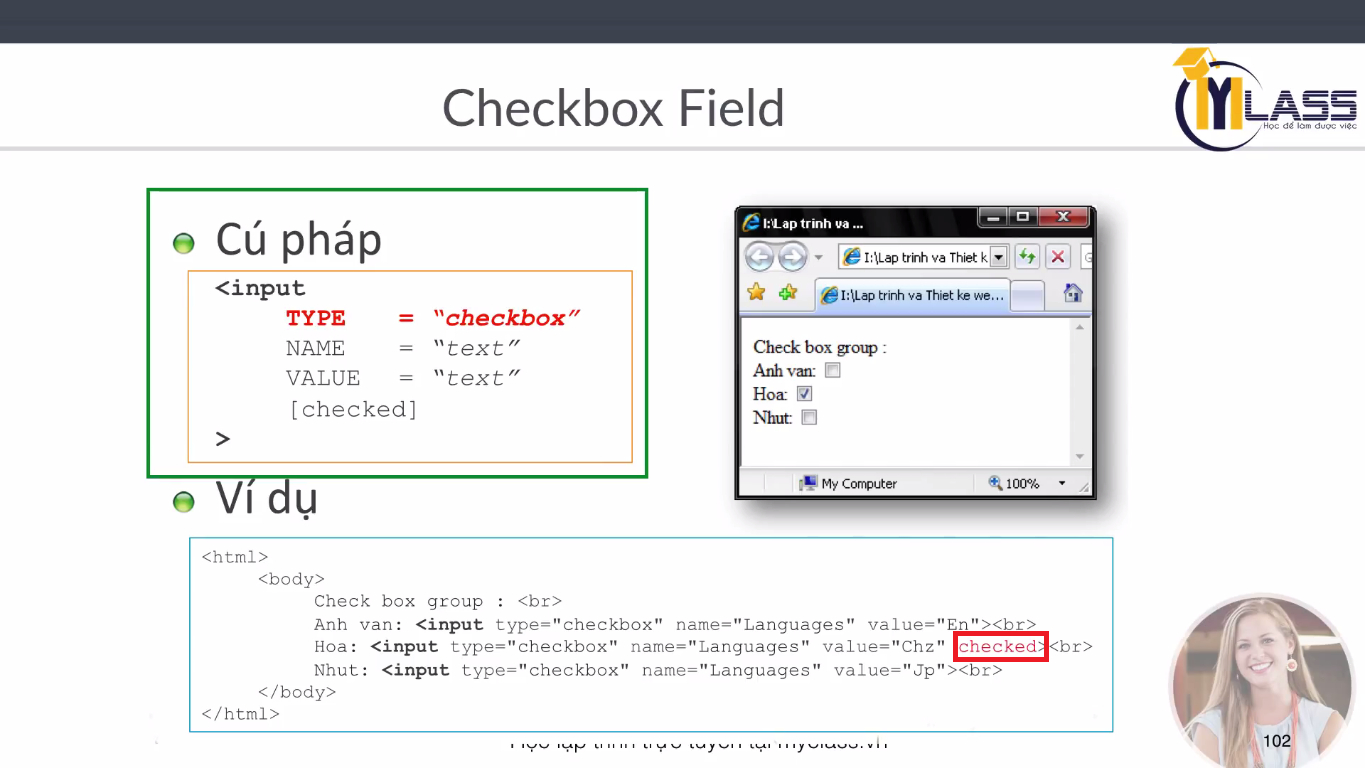 Checkbox Field
MYCLASS
Học để làm được việc
Cú pháp
<input
TYPE = “checkbox”
NAME = “text”
VALUE = “text”
[checked]
>
I:\Lap trinh va ...
I:\Lap trinh va Thiet k
I:\Lap trinh va Thiet ke we...
Check box group :
Anh van:
Hoa:
Nhut:
My Computer
100%
Ví dụ
<html>
<body>
Check box group : <br>
Anh van: <input type="checkbox" name="Languages" value="En"><br>
Hoa: <input type="checkbox" name="Languages" value="Chz" checked><br>
Nhut: <input type="checkbox" name="Languages" value="Jp"><br>
</body>
</html>
Học lập trình trực tuyến tại myclass.vn
102